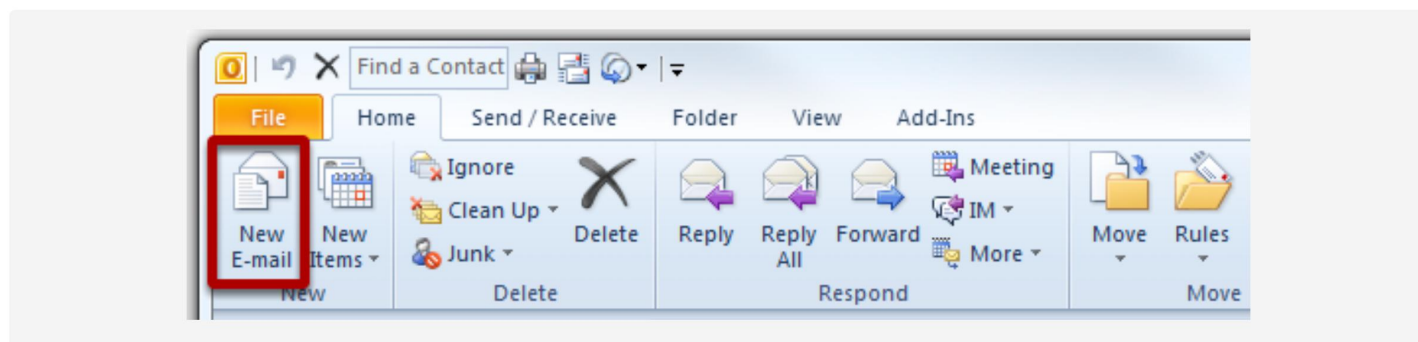 Find a Contact
File Home Send / Receive Folder View Add-Ins
New E-mail
New Items
Ignore
Clean Up
Junk
Delete
Reply
Reply All
Forward
Meeting
IM
More
Move
Rules
New Delete Respond Move